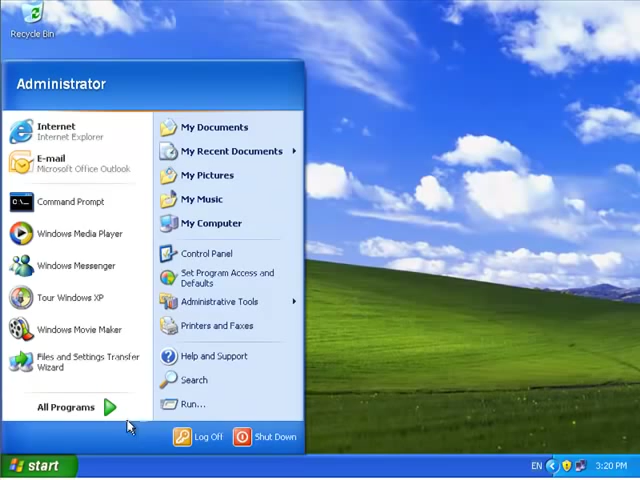 Recycle Bin
Administrator
Internet
Internet Explorer
E-mail
Microsoft Office Outlook
Command Prompt
Windows Media Player
Windows Messenger
Tour Windows XP
Windows Movie Maker
Files and Settings Transfer
Wizard
All Programs
My Documents
My Recent Documents
My Pictures
My Music
My Computer
Control Panel
Set Program Access and
Defaults
Administrative Tools
Printers and Faxes
Help and Support
Search
Run...
Log Off
Shut Down
start
EN
3:20 PM